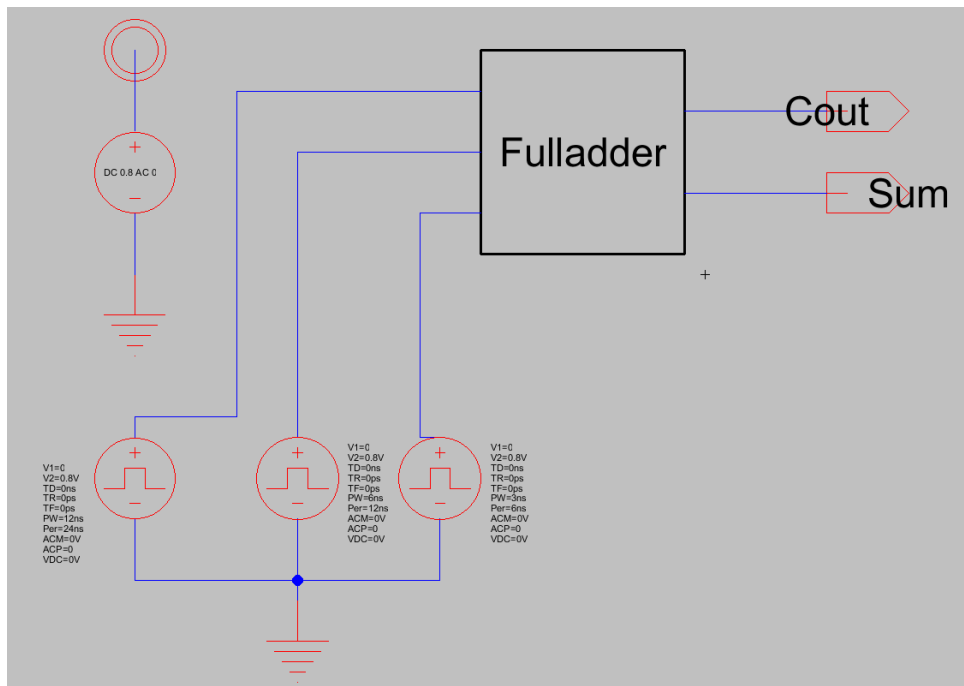 Cout
Fulladder
DC 0.8 AC 0
Sum
V1=0
V2=0.8V
TD=0ns
TR=0ps
TF=0ps
PW=12ns
Per=24ns
ACM=0V
ACP=0
VDC=0V
V1=0
V2=0.8V
TD=0ns
TR=0ps
TF=0ps
PW=6ns
Per=12ns
ACM=0V
ACP=0
VDC=0V
V1=0
V2=0.8V
TD=0ns
TR=0ps
TF=0ps
PW=3ns
Per=6ns
ACM=0V
ACP=0
VDC=0V